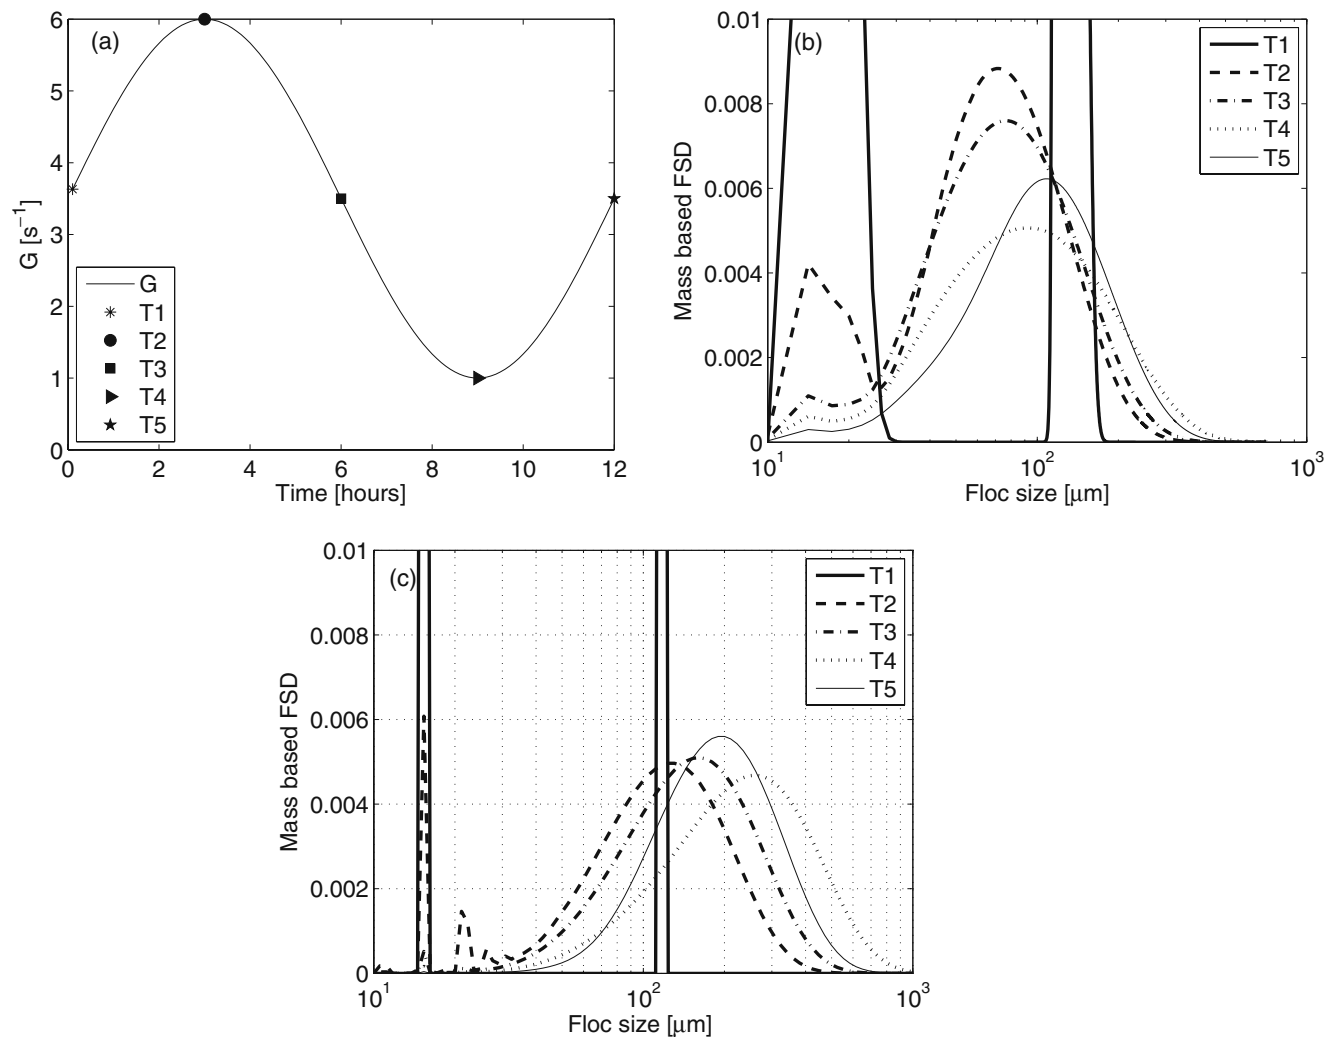 (a)
G [s⁻¹]
6
5
4
3
2
1
0
G
T1
T2
T3
T4
T5
0 2 4 6 8 10 12
Time [hours]
(b)
Mass based FSD
0.01
0.008
0.006
0.004
0.002
0
T1
T2
T3
T4
T5
10¹ 10² 10³
Floc size [μm]
(c)
Mass based FSD
0.01
0.008
0.006
0.004
0.002
0
T1
T2
T3
T4
T5
10¹ 10² 10³
Floc size [μm]